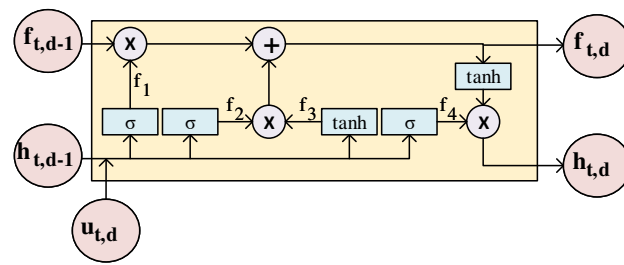 f_{t,d-1}
X
+
f_{t,d}
tanh
f_1
σ
σ
f_2
X
f_3
tanh
σ
f_4
X
h_{t,d-1}
h_{t,d}
u_{t,d}